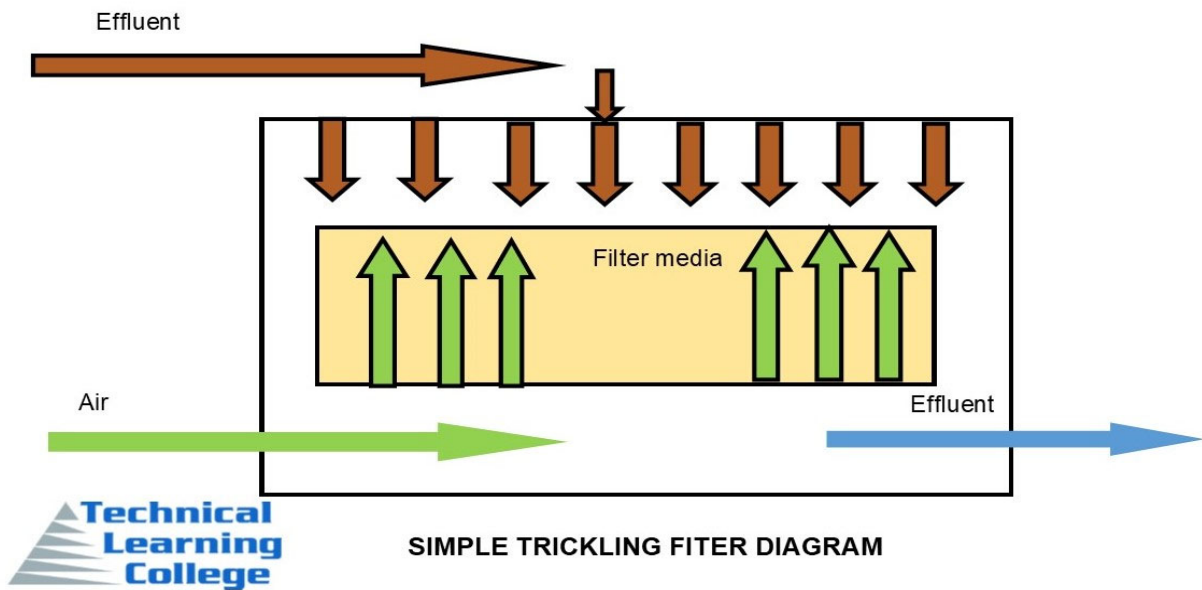 Effluent
Filter media
Air
Effluent
Technical
Learning
College
SIMPLE TRICKLING FITER DIAGRAM